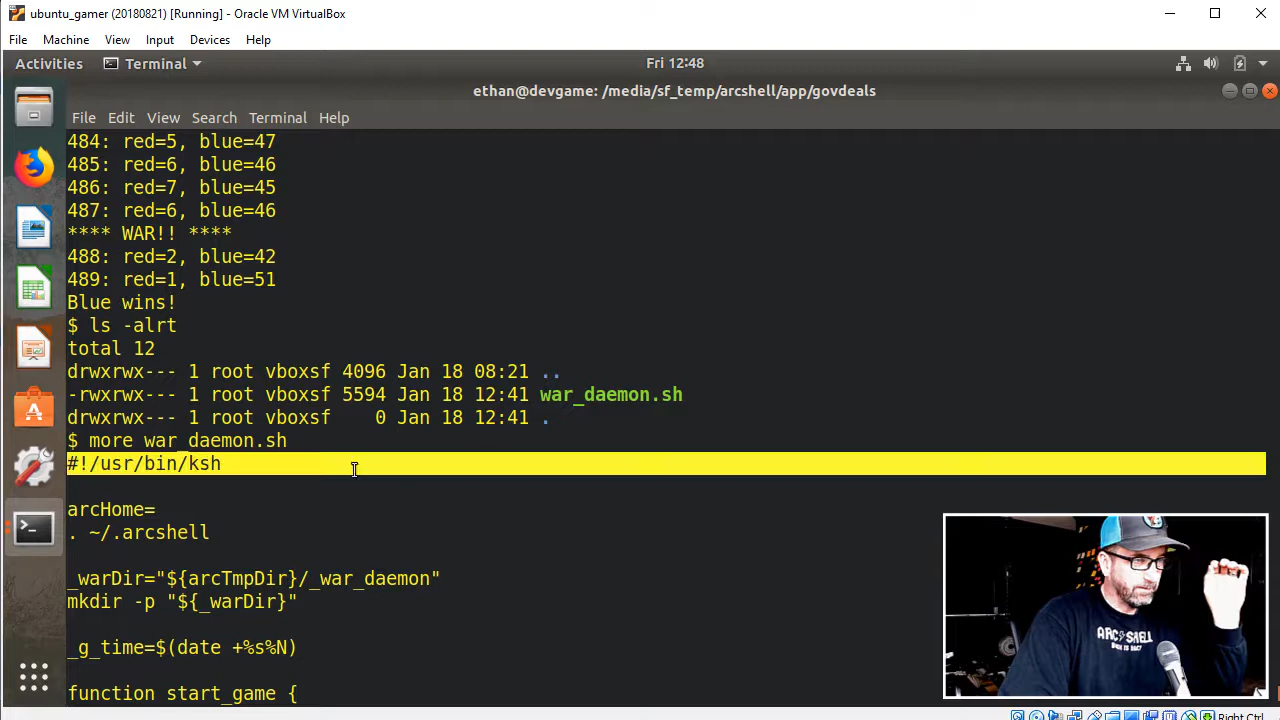 ubuntu_gamer (20180821) [Running] - Oracle VM VirtualBox
File Machine View Input Devices Help
Activities Terminal Fri 12:48
ethan@devgame: /media/sf_temp/arcshell/app/govdeals
File Edit View Search Terminal Help
484: red=5, blue=47
485: red=6, blue=46
486: red=7, blue=45
487: red=6, blue=46
**** WAR!! ****
488: red=2, blue=42
489: red=1, blue=51
Blue wins!
$ ls -alrt
total 12
drwxrwx--- 1 root vboxsf 4096 Jan 18 08:21 ..
-rwxrwx--- 1 root vboxsf 5594 Jan 18 12:41 war_daemon.sh
drwxrwx--- 1 root vboxsf    0 Jan 18 12:41 .
$ more war_daemon.sh
#!/usr/bin/ksh
arcHome=
. ~/.arcshell
_warDir="${arcTmpDir}/_war_daemon"
mkdir -p "${_warDir}"
_g_time=$(date +%s%N)
function start_game {
ARC SHELL
Right Ctrl